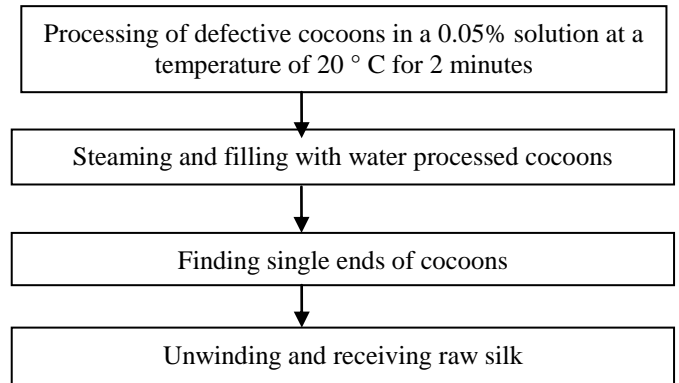 Processing of defective cocoons in a 0.05% solution at a
temperature of 20 ° C for 2 minutes
Steaming and filling with water processed cocoons
Finding single ends of cocoons
Unwinding and receiving raw silk